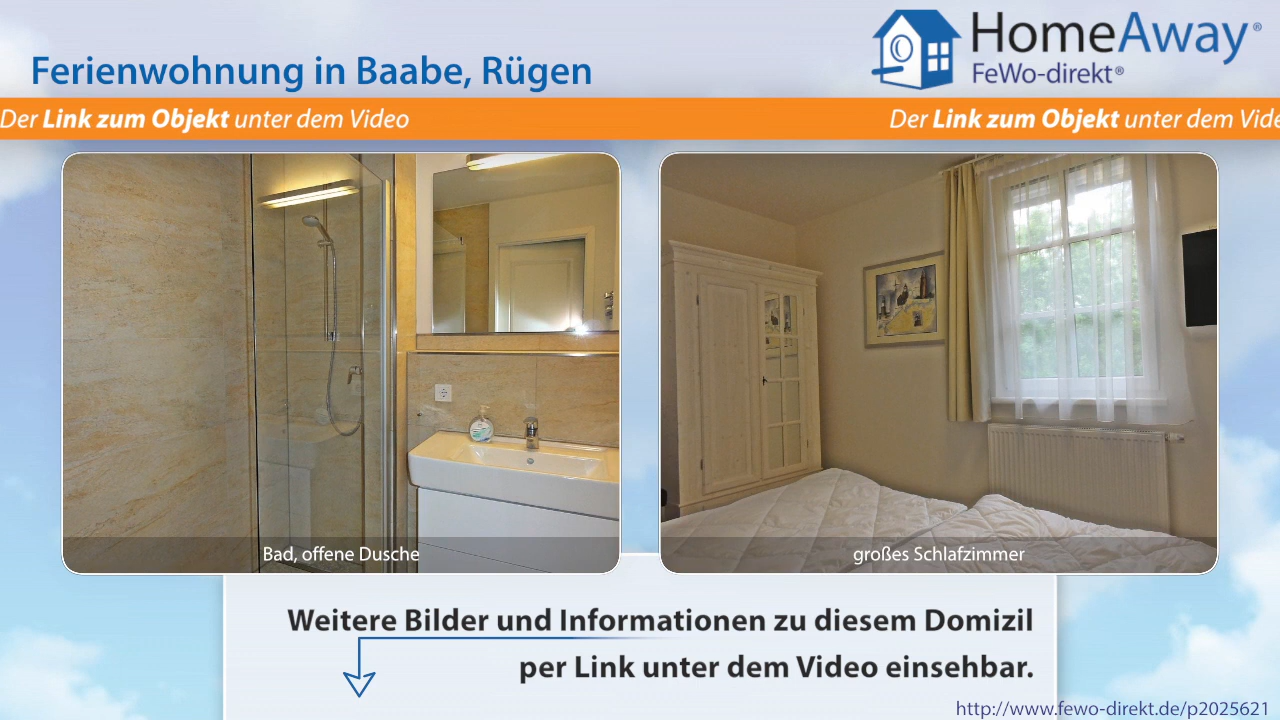 HomeAway®
FeWo-direkt®
Ferienwohnung in Baabe, Rügen
Der Link zum Objekt unter dem Video
Der Link zum Objekt unter dem Vide
Bad, offene Dusche
großes Schlafzimmer
Weitere Bilder und Informationen zu diesem Domizil
per Link unter dem Video einsehbar.
http://www.fewo-direkt.de/p2025621